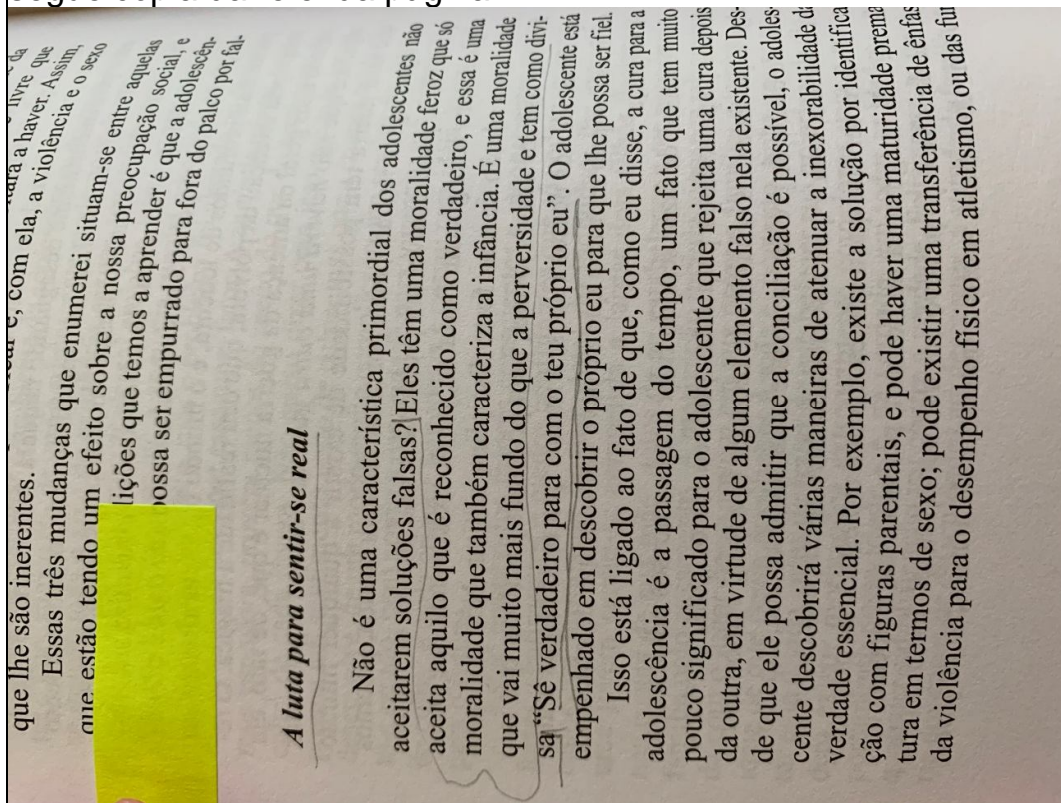 livre que
a haver. Assim,
e, com ela, a violência e o sexo
que lhe são inerentes.
Essas três mudanças que enumerei situam-se entre aquelas
que estão tendo um efeito sobre a nossa preocupação social, e
lições que temos a aprender é que a adolescên-
possa ser empurrado para fora do palco por fal-
A luta para sentir-se real
Não é uma característica primordial dos adolescentes não
aceitarem soluções falsas? Eles têm uma moralidade feroz que só
aceita aquilo que é reconhecido como verdadeiro, e essa é uma
moralidade que também caracteriza a infância. É uma moralidade
que vai muito mais fundo do que a perversidade e tem como divi-
sa “Sê verdadeiro para com o teu próprio eu”. O adolescente está
empenhado em descobrir o próprio eu para que lhe possa ser fiel.
Isso está ligado ao fato de que, como eu disse, a cura para a
adolescência é a passagem do tempo, um fato que tem muito
pouco significado para o adolescente que rejeita uma cura depois
da outra, em virtude de algum elemento falso nela existente. Des-
de que ele possa admitir que a conciliação é possível, o adoles-
cente descobrirá várias maneiras de atenuar a inexorabilidade da
verdade essencial. Por exemplo, existe a solução por identifica
ção com figuras parentais, e pode haver uma maturidade prema
tura em termos de sexo; pode existir uma transferência de ênfas
da violência para o desempenho físico em atletismo, ou das fun